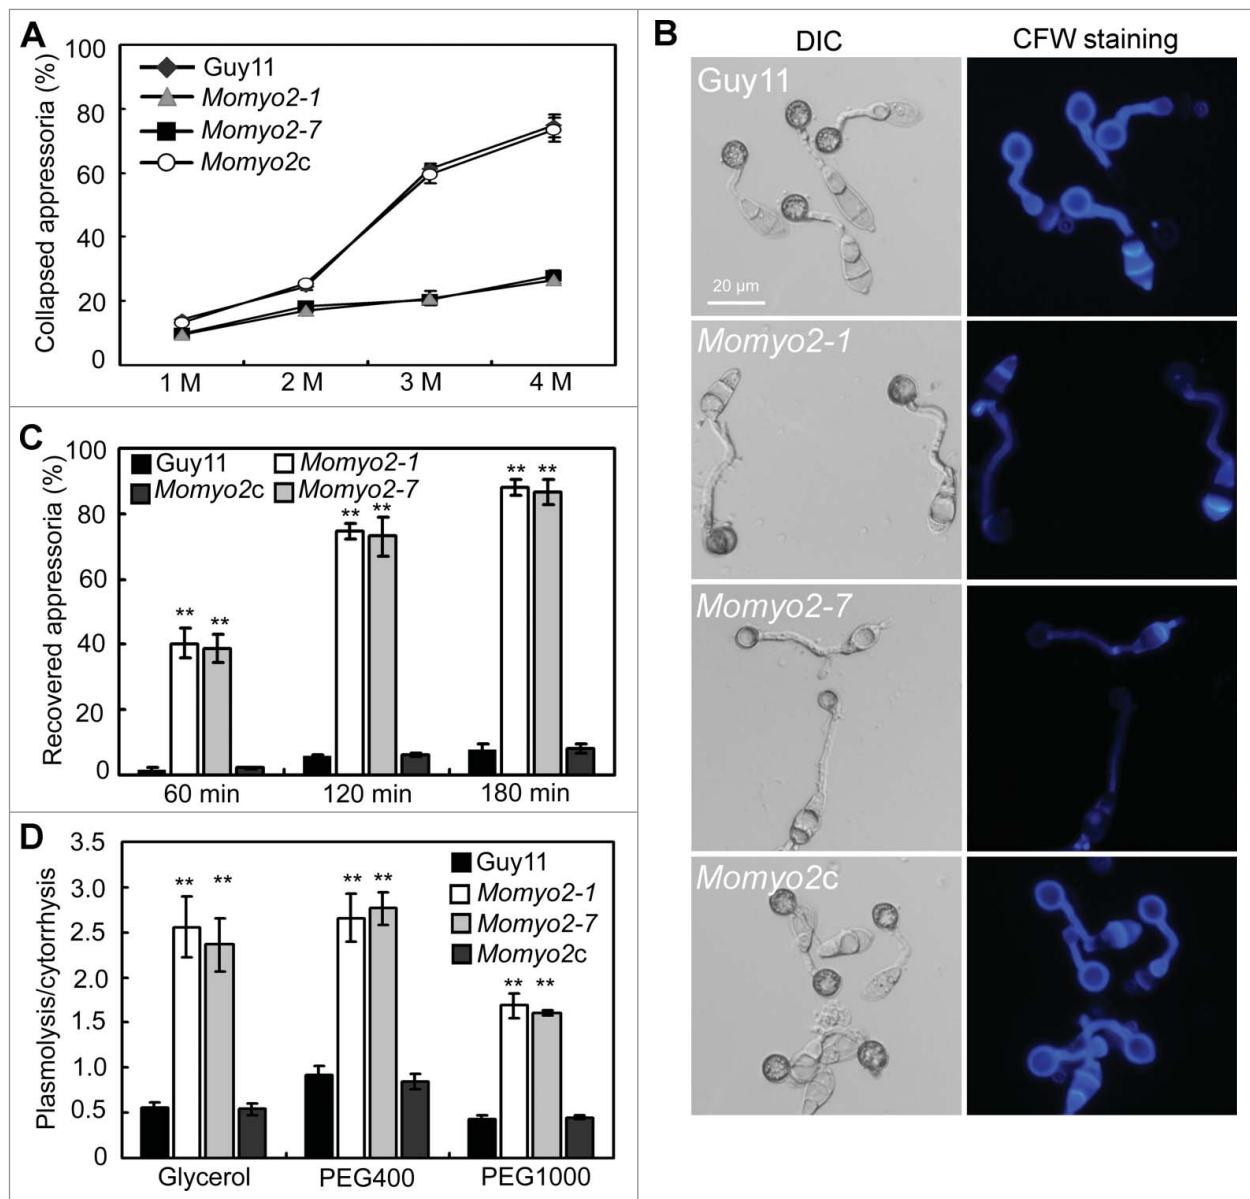 A
Collapsed appressoria (%)
100
80
60
40
20
0
Guy11
Momyo2-1
Momyo2-7
Momyo2c
1 M 2 M 3 M 4 M
B
DIC CFW staining
Guy11
20 µm
Momyo2-1
Momyo2-7
Momyo2c
C
Recovered appressoria (%)
100
80
60
40
20
0
Guy11 Momyo2-1
Momyo2c Momyo2-7
** **
** **
** **
60 min 120 min 180 min
D
Plasmolysis/cytorrhysis
3.5
3.0
2.5
2.0
1.5
1.0
0.5
0
Guy11
Momyo2-1
Momyo2-7
Momyo2c
** **
** **
** **
Glycerol PEG400 PEG1000